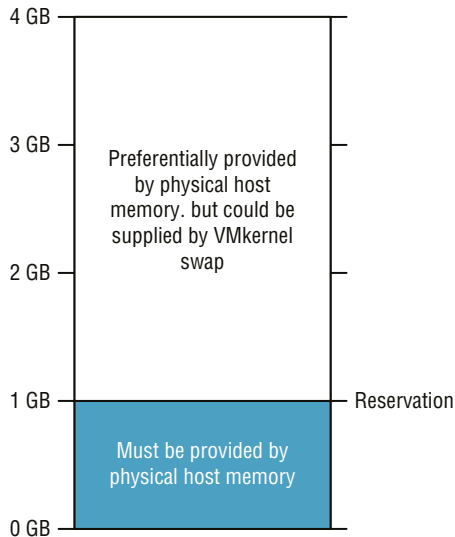 4 GB
3 GB
Preferentially provided
by physical host
memory. but could be
supplied by VMkernel
swap
2 GB
1 GB
Reservation
Must be provided by
physical host memory
0 GB